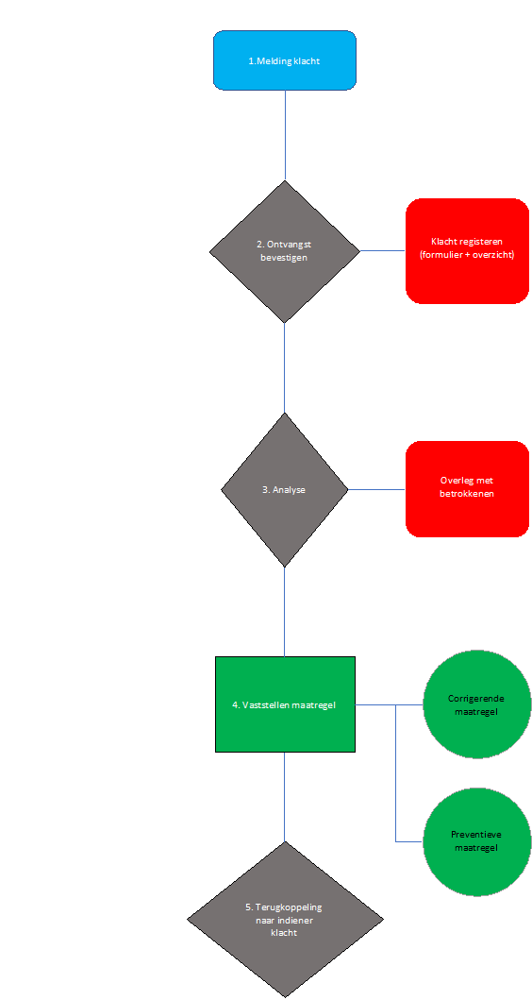 1.Melding klacht
2. Ontvangst
bevestigen
Klacht registeren
(formulier + overzicht)
3. Analyse
Overleg met
betrokkenen
4. Vaststellen maatregel
Corrigerende
maatregel
Preventieve
maatregel
5. Terugkoppeling
naar indiener
klacht